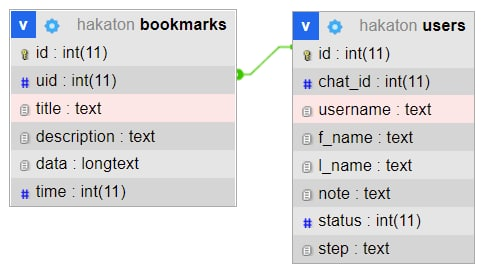 v hakaton bookmarks
id : int(11)
# uid : int(11)
title : text
description : text
data : longtext
# time : int(11)
v hakaton users
id : int(11)
# chat_id : int(11)
username : text
f_name : text
l_name : text
note : text
# status : int(11)
step : text